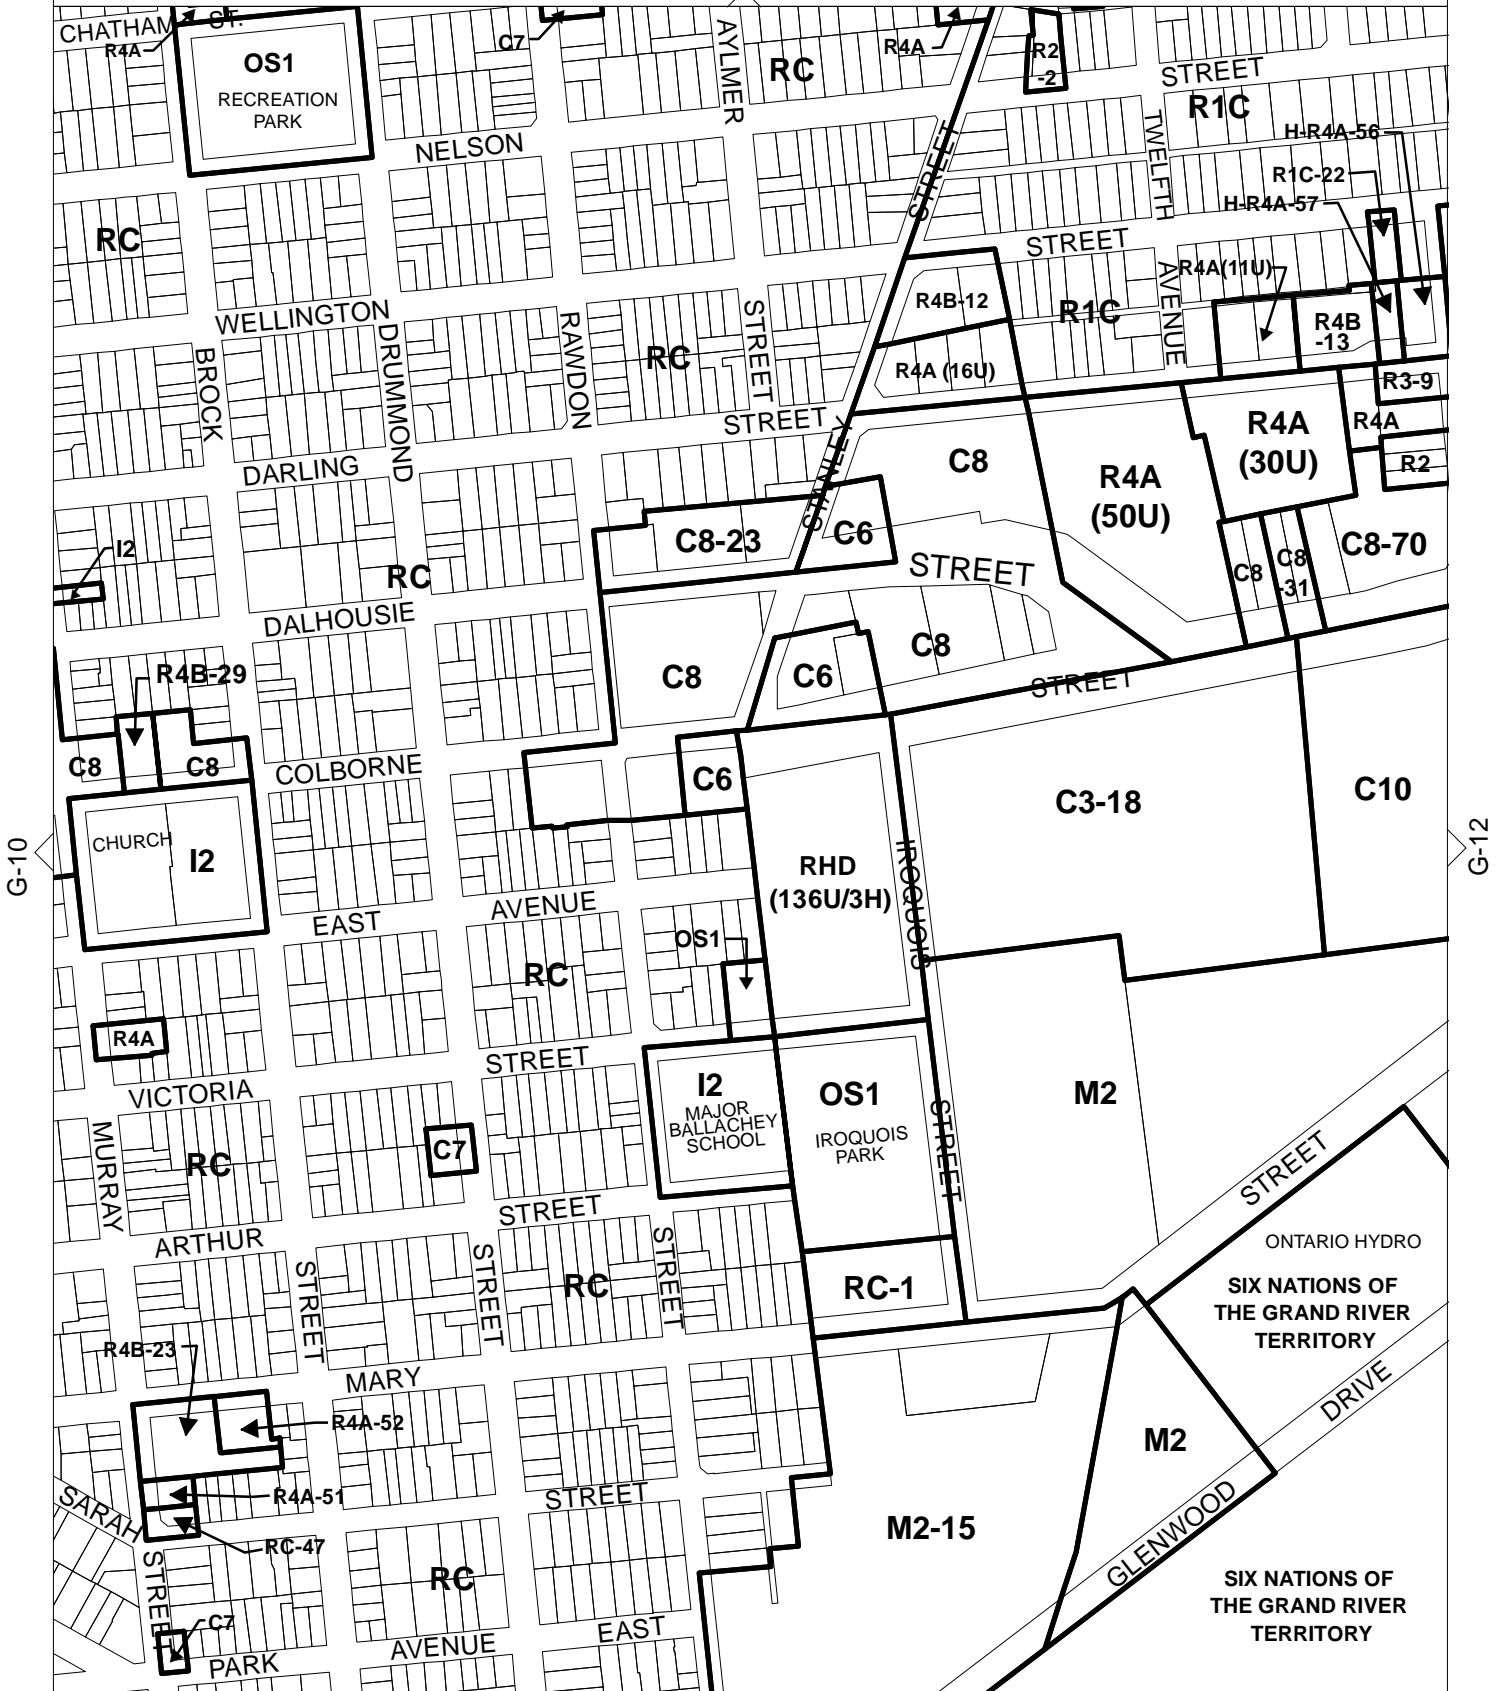 CHATHAM ST.
R4A
OS1
RECREATION
PARK
C7
AYLMER
RC
R4A
R2
-2
STREET
R1C
H-R4A-56
NELSON
TWELFTH
R1C-22
H-R4A-57
STREET
RC
STREET
R4A(11U)
AVENUE
R4B-12
R1C
R4B
-13
WELLINGTON
BROCK
DRUMMOND
RAWDON
STREET
RC
R4A (16U)
R3-9
R4A
R2
STREET
STANLEY
C8
R4A
(30U)
R4A
(50U)
DARLING
C8-23
C6
C8-70
I2
RC
STREET
C8
C8
-31
DALHOUSIE
C8
R4B-29
C8
C6
STREET
C8
C8
COLBORNE
C6
C3-18
C10
CHURCH
I2
G-10
G-12
RHD
(136U/3H)
IROQUOIS
EAST
AVENUE
OS1
RC
R4A
STREET
VICTORIA
I2
MAJOR
BALLACHEY
SCHOOL
OS1
IROQUOIS
PARK
M2
STREET
MURRAY
RC
C7
STREET
STREET
ARTHUR
ONTARIO HYDRO
STREET
STREET
STREET
RC
RC-1
SIX NATIONS OF
THE GRAND RIVER
TERRITORY
R4B-23
MARY
DRIVE
R4A-52
M2
SARAH
R4A-51
STREET
RC-47
M2-15
GLENWOOD
STREET
RC
SIX NATIONS OF
THE GRAND RIVER
TERRITORY
C7
PARK
AVENUE
EAST